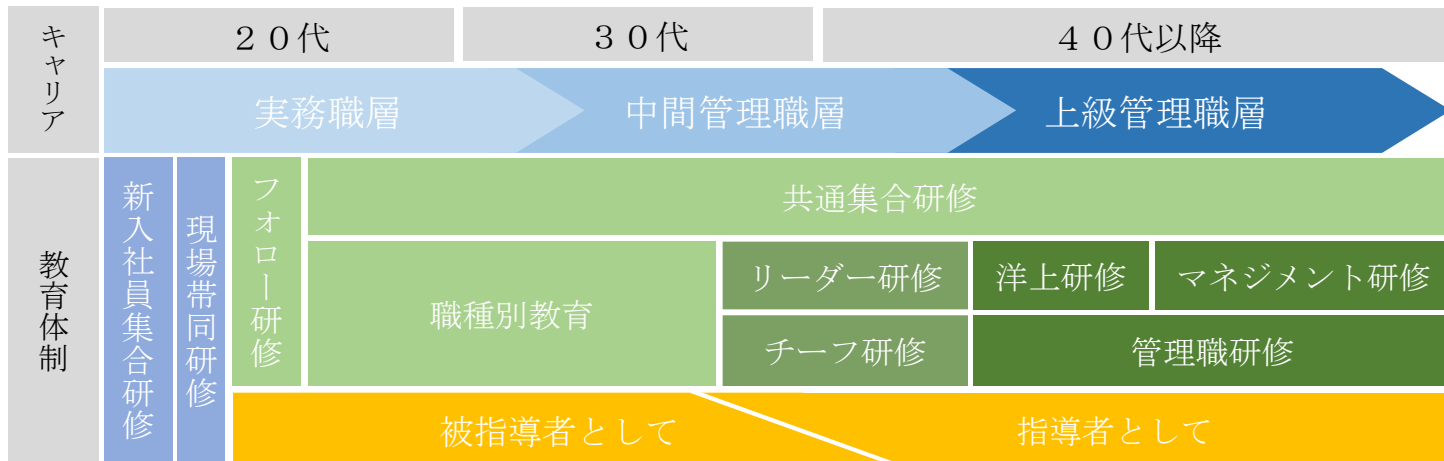 キャリア
２０代
３０代
４０代以降
実務職層
中間管理職層
上級管理職層
教育体制
新入社員集合研修
現場帯同研修
フォロー研修
共通集合研修
職種別教育
リーダー研修
洋上研修
マネジメント研修
チーフ研修
管理職研修
被指導者として
指導者として